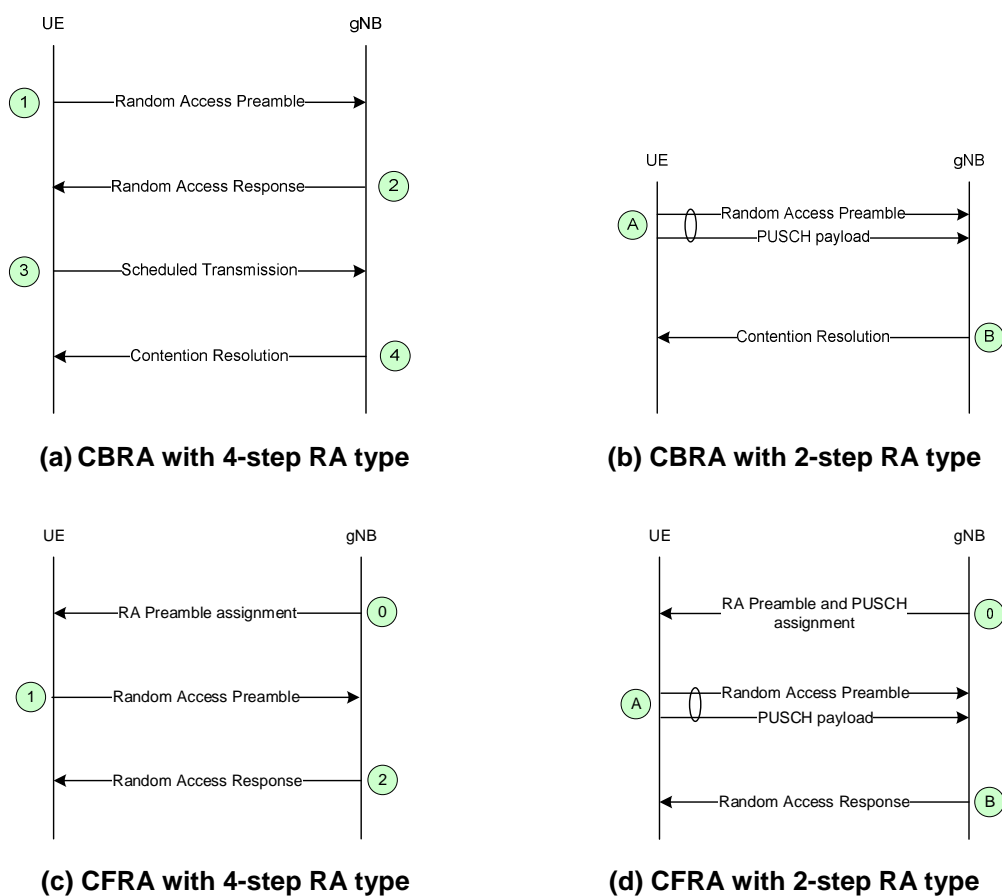 UE gNB
1 Random Access Preamble
Random Access Response 2
3 Scheduled Transmission
Contention Resolution 4
(a) CBRA with 4-step RA type
UE gNB
A Random Access Preamble
PUSCH payload
Contention Resolution B
(b) CBRA with 2-step RA type
UE gNB
RA Preamble assignment 0
1 Random Access Preamble
Random Access Response 2
(c) CFRA with 4-step RA type
UE gNB
RA Preamble and PUSCH
assignment 0
A Random Access Preamble
PUSCH payload
Random Access Response B
(d) CFRA with 2-step RA type